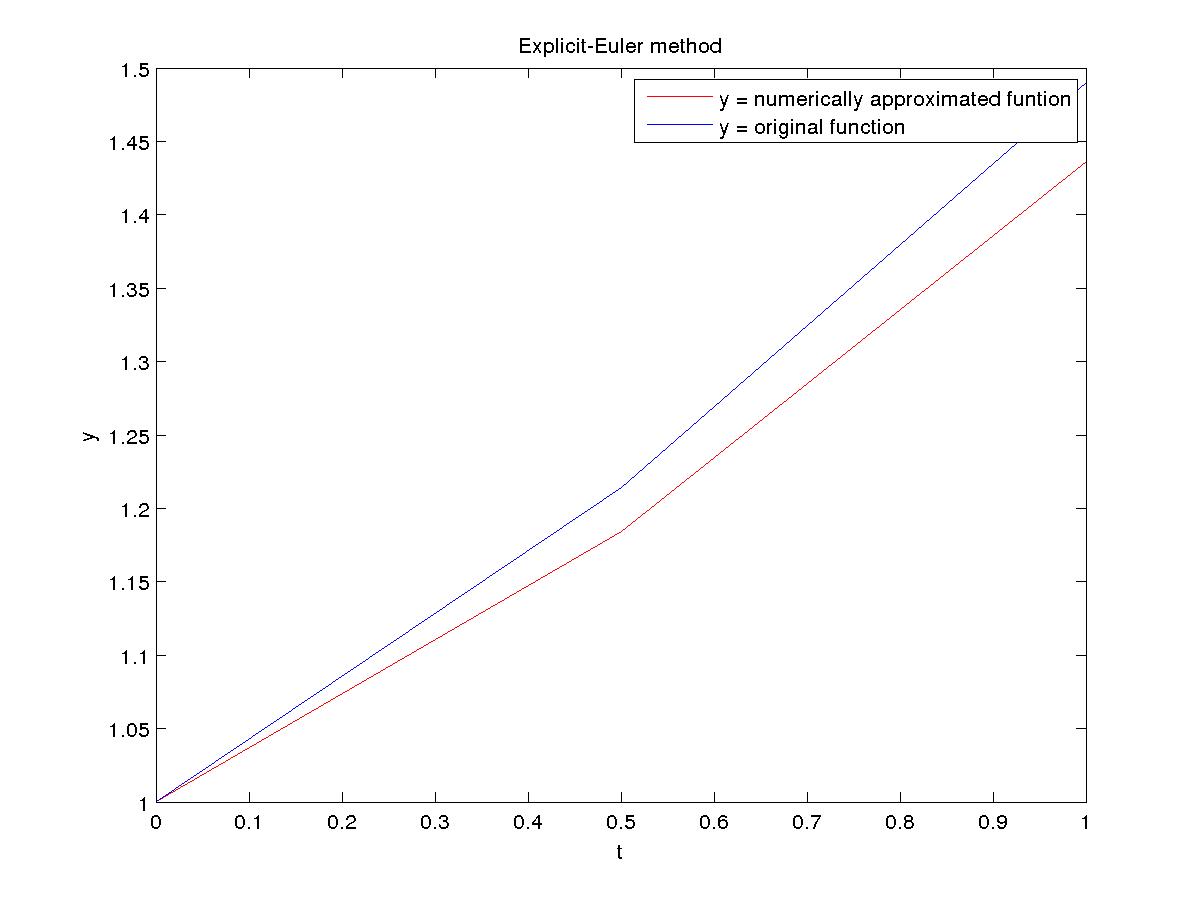 Explicit-Euler method
y = numerically approximated funtion
y = original function
1.5
1.45
1.4
1.35
1.3
1.25
1.2
1.15
1.1
1.05
1
y
0 0.1 0.2 0.3 0.4 0.5 0.6 0.7 0.8 0.9 1
t